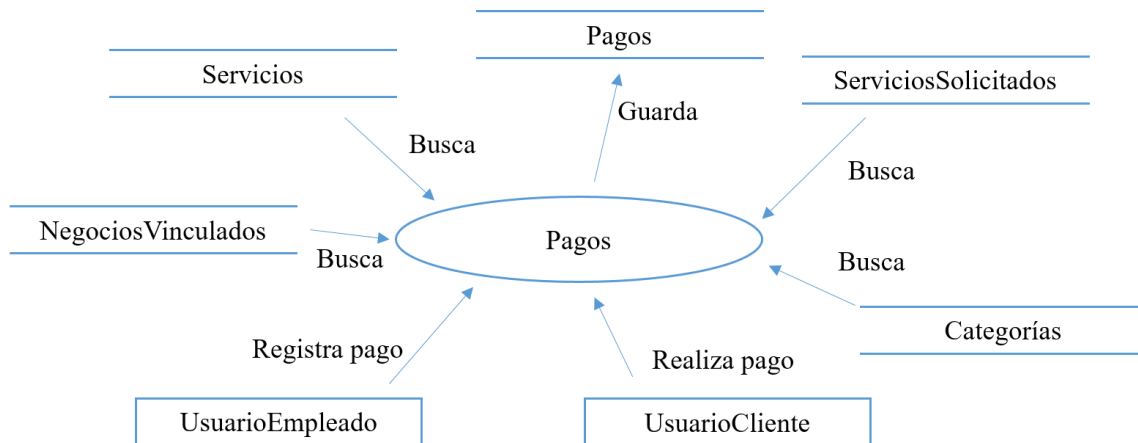 Pagos
Servicios
ServiciosSolicitados
Guarda
Busca
Busca
NegociosVinculados
Pagos
Busca
Busca
Categorías
Registra pago
Realiza pago
UsuarioEmpleado
UsuarioCliente